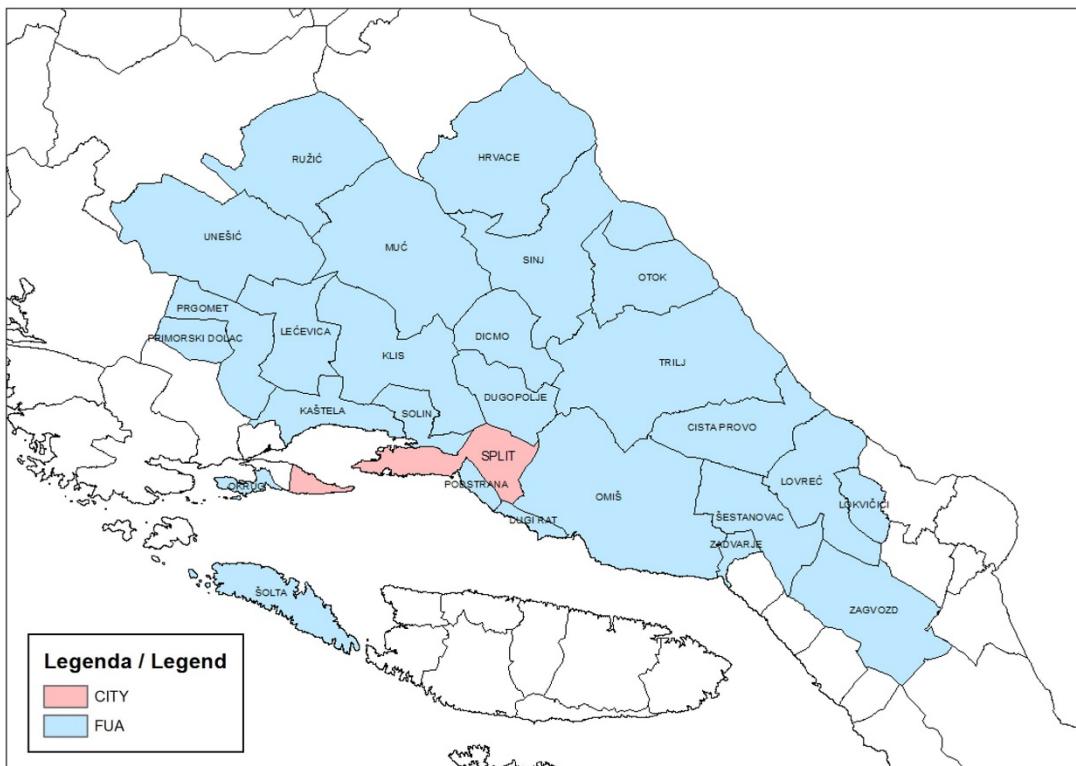 RUŽIĆ
HRVACE
UNEŠIĆ
MUĆ
SINJ
OTOK
PRGOMET
PRIMORSKI DOLAC
LEĆEVICA
KLIS
DICMO
TRILJ
DUGOPOLJE
KAŠTELA
SOLIN
CISTA PROVO
SPLIT
OKRUG
PODSTRANA
OMIŠ
LOVREĆ
LOKVIČIĆI
DUGI RAT
ŠESTANOVAC
ZADVARJE
ŠOLTA
ZAGVOZD
Legenda / Legend
CITY
FUA